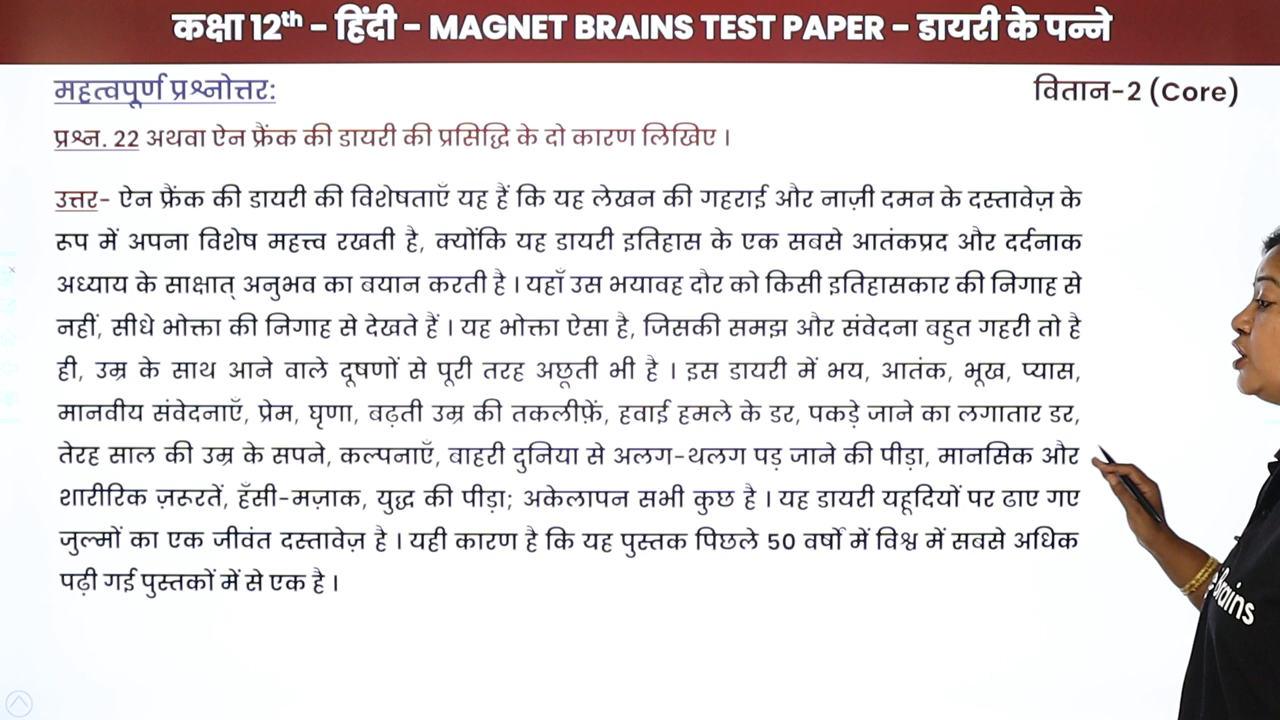 कक्षा 12th - हिंदी - MAGNET BRAINS TEST PAPER - डायरी के पन्ने
महत्वपूर्ण प्रश्नोत्तर:
वितान-2 (Core)
प्रश्न. 22 अथवा ऐन फ्रैंक की डायरी की प्रसिद्धि के दो कारण लिखिए ।
उत्तर- ऐन फ्रैंक की डायरी की विशेषताएँ यह हैं कि यह लेखन की गहराई और नाज़ी दमन के दस्तावेज़ के
रूप में अपना विशेष महत्त्व रखती है, क्योंकि यह डायरी इतिहास के एक सबसे आतंकप्रद और दर्दनाक
अध्याय के साक्षात् अनुभव का बयान करती है । यहाँ उस भयावह दौर को किसी इतिहासकार की निगाह से
नहीं, सीधे भोक्ता की निगाह से देखते हैं । यह भोक्ता ऐसा है, जिसकी समझ और संवेदना बहुत गहरी तो है
ही, उम्र के साथ आने वाले दूषणों से पूरी तरह अछूती भी है । इस डायरी में भय, आतंक, भूख, प्यास,
मानवीय संवेदनाएँ, प्रेम, घृणा, बढ़ती उम्र की तकलीफ़ें, हवाई हमले के डर, पकड़े जाने का लगातार डर,
तेरह साल की उम्र के सपने, कल्पनाएँ, बाहरी दुनिया से अलग-थलग पड़ जाने की पीड़ा, मानसिक और
शारीरिक ज़रूरतें, हँसी-मज़ाक, युद्ध की पीड़ा; अकेलापन सभी कुछ है । यह डायरी यहूदियों पर ढाए गए
जुल्मों का एक जीवंत दस्तावेज़ है । यही कारण है कि यह पुस्तक पिछले 50 वर्षों में विश्व में सबसे अधिक
पढ़ी गई पुस्तकों में से एक है ।
Brains